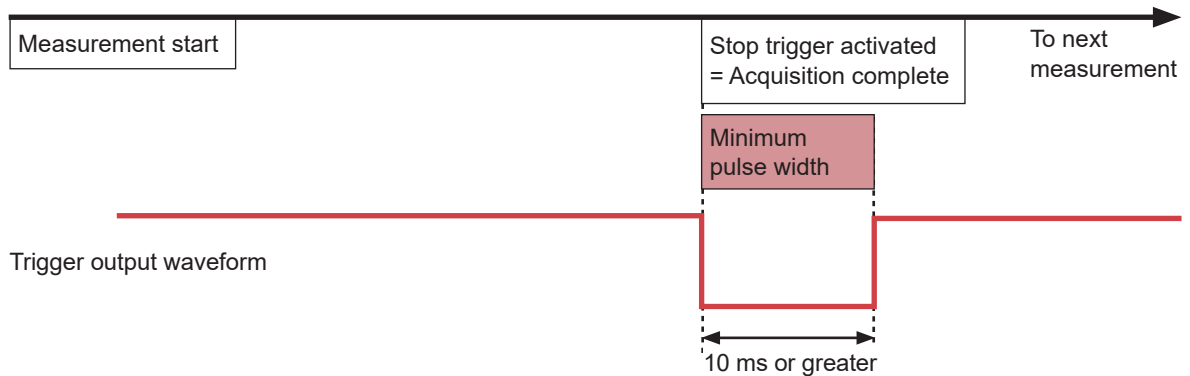 Measurement start
Stop trigger activated
= Acquisition complete
To next
measurement
Minimum
pulse width
Trigger output waveform
10 ms or greater